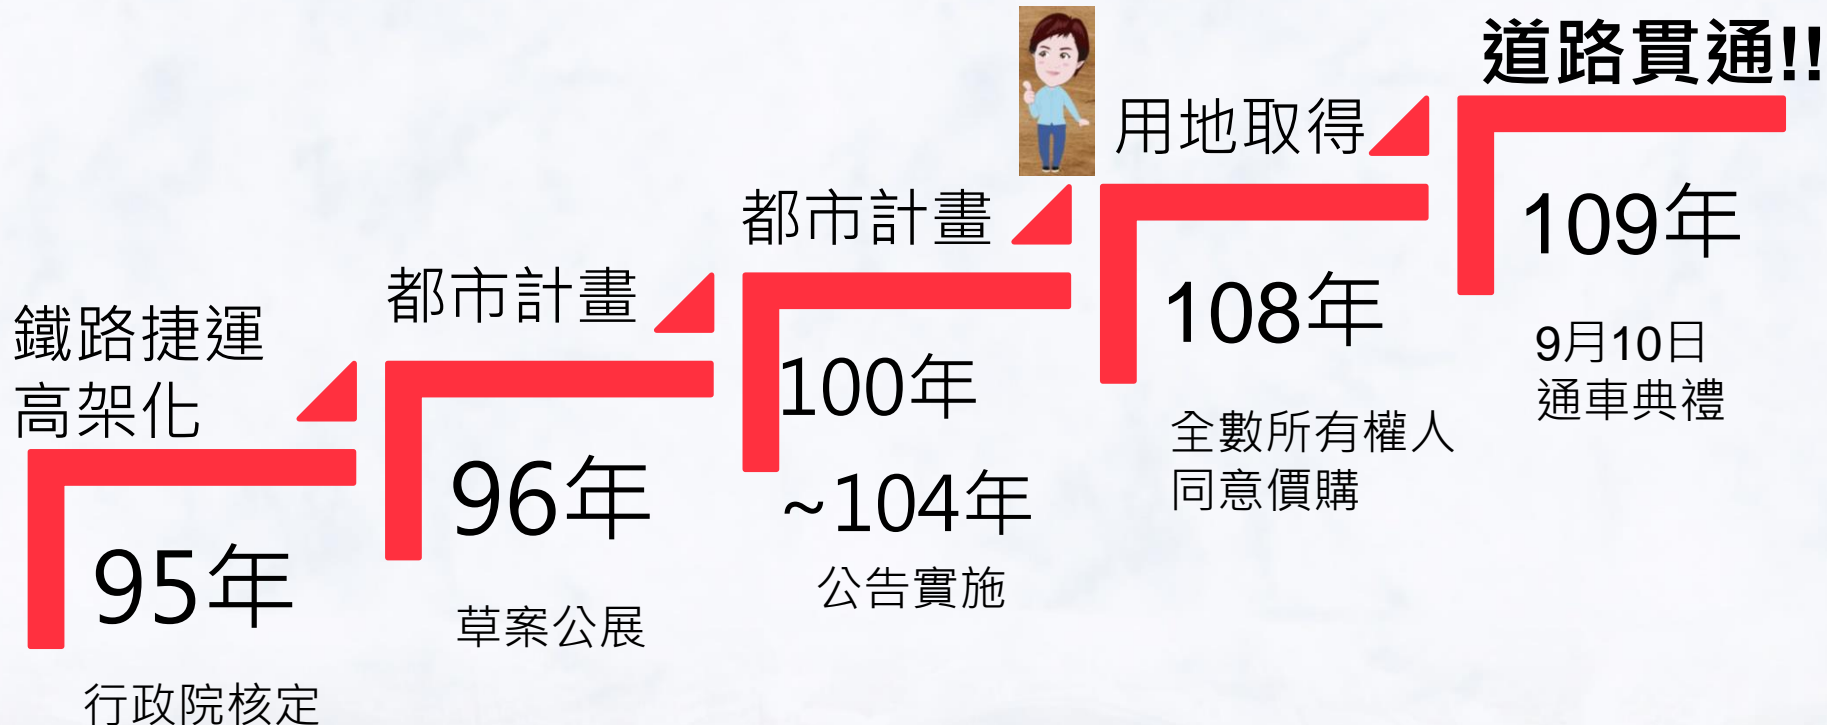 鐵路捷運
高架化
95年
行政院核定
都市計畫
96年
草案公展
都市計畫
100年
~104年
公告實施
用地取得
108年
全數所有權人
同意價購
道路貫通!!
109年
9月10日
通車典禮